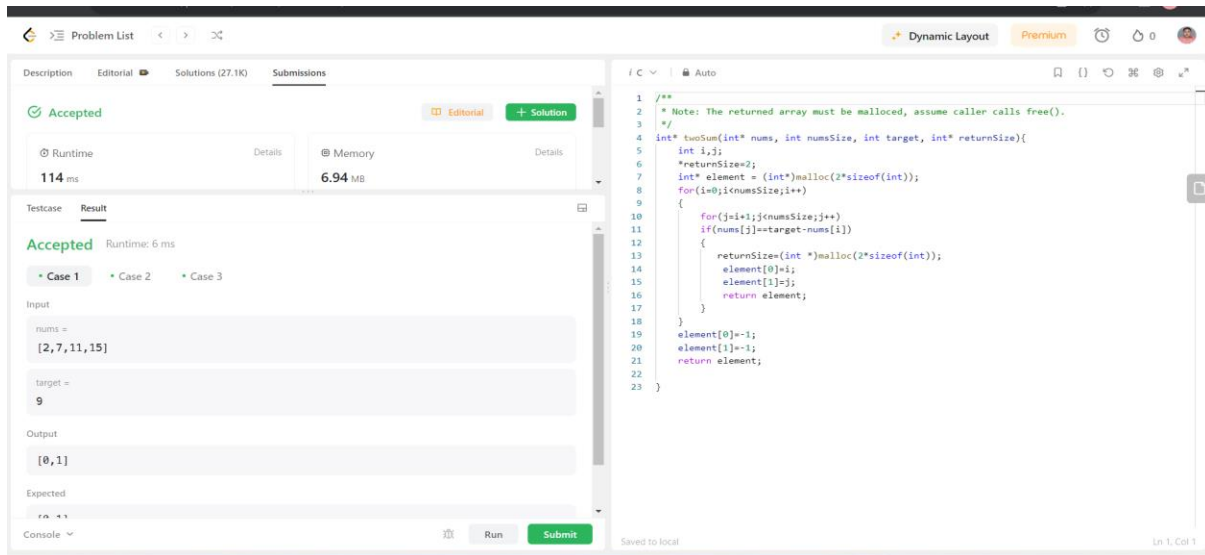 Problem List
Dynamic Layout
Premium
0
Description Editorial Solutions (27.1K) Submissions
Accepted
Editorial
+ Solution
Runtime
Details
114 ms
Memory
Details
6.94 MB
Testcase Result
Accepted Runtime: 6 ms
• Case 1 • Case 2 • Case 3
Input
nums =
[2,7,11,15]
target =
9
Output
[0,1]
Expected
[0,1]
Console
Run
Submit
i C
Auto
1 /**
2 * Note: The returned array must be malloced, assume caller calls free().
3 */
4 int* twoSum(int* nums, int numsSize, int target, int* returnSize){
5 int i,j;
6 *returnSize=2;
7 int* element = (int*)malloc(2*sizeof(int));
8 for(i=0;i<numsSize;i++)
9 {
10 for(j=i+1;j<numsSize;j++)
11 if(nums[j]==target-nums[i])
12 {
13 returnSize=(int *)malloc(2*sizeof(int));
14 element[0]=i;
15 element[1]=j;
16 return element;
17 }
18 }
19 element[0]=-1;
20 element[1]=-1;
21 return element;
22
23 }
Saved to local
Ln 1, Col 1